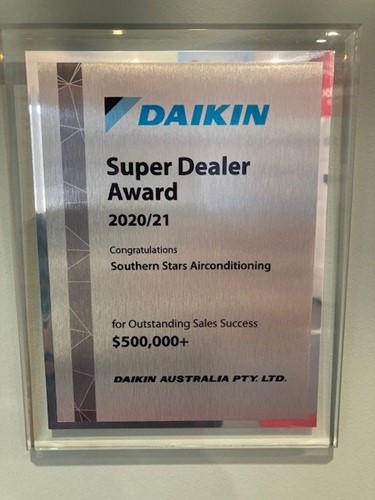 DAIKIN
Super Dealer
Award
2020/21
Congratulations
Southern Stars Airconditioning
for Outstanding Sales Success
$500,000+
DAIKIN AUSTRALIA PTY. LTD.